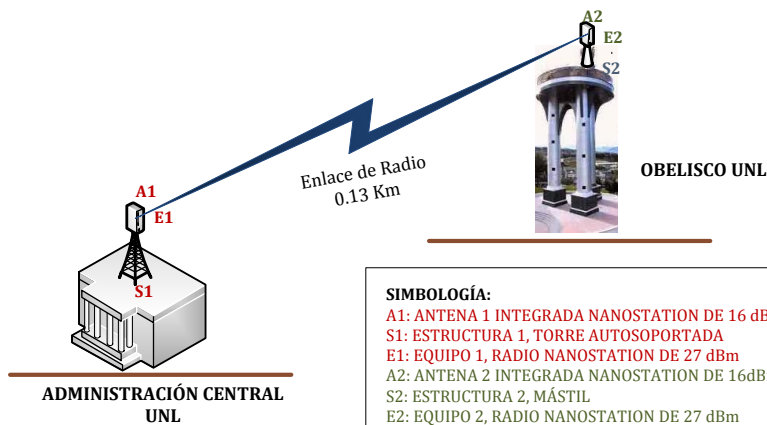 A2
E2
S2
Enlace de Radio
0.13 Km
OBELISCO UNL
A1
E1
S1
ADMINISTRACIÓN CENTRAL
UNL
SIMBOLOGÍA:
A1: ANTENA 1 INTEGRADA NANOSTATION DE 16 dB
S1: ESTRUCTURA 1, TORRE AUTOSOPORTADA
E1: EQUIPO 1, RADIO NANOSTATION DE 27 dBm
A2: ANTENA 2 INTEGRADA NANOSTATION DE 16dB
S2: ESTRUCTURA 2, MÁSTIL
E2: EQUIPO 2, RADIO NANOSTATION DE 27 dBm